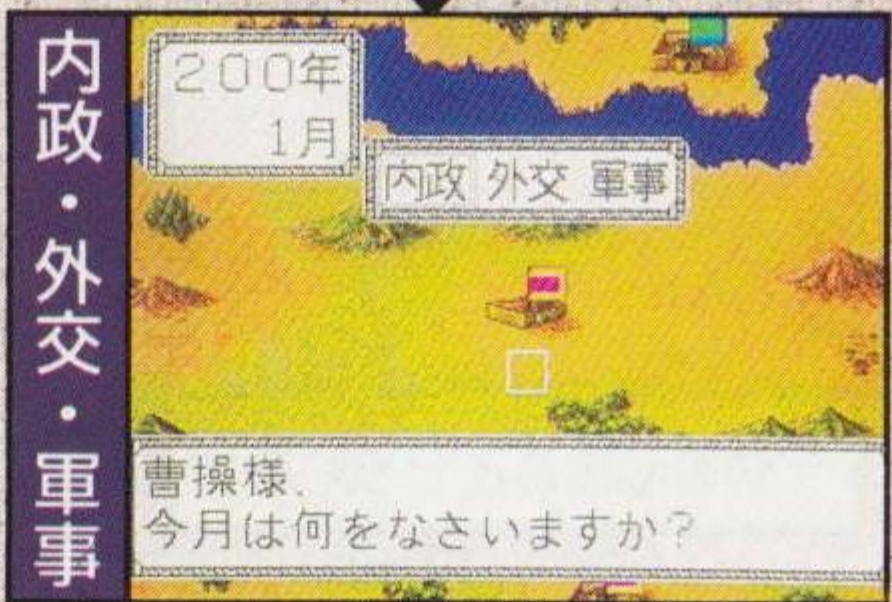 内政・外交・軍事
200年
1月
内政 外交 軍事
曹操様、
今月は何をなさいますか?